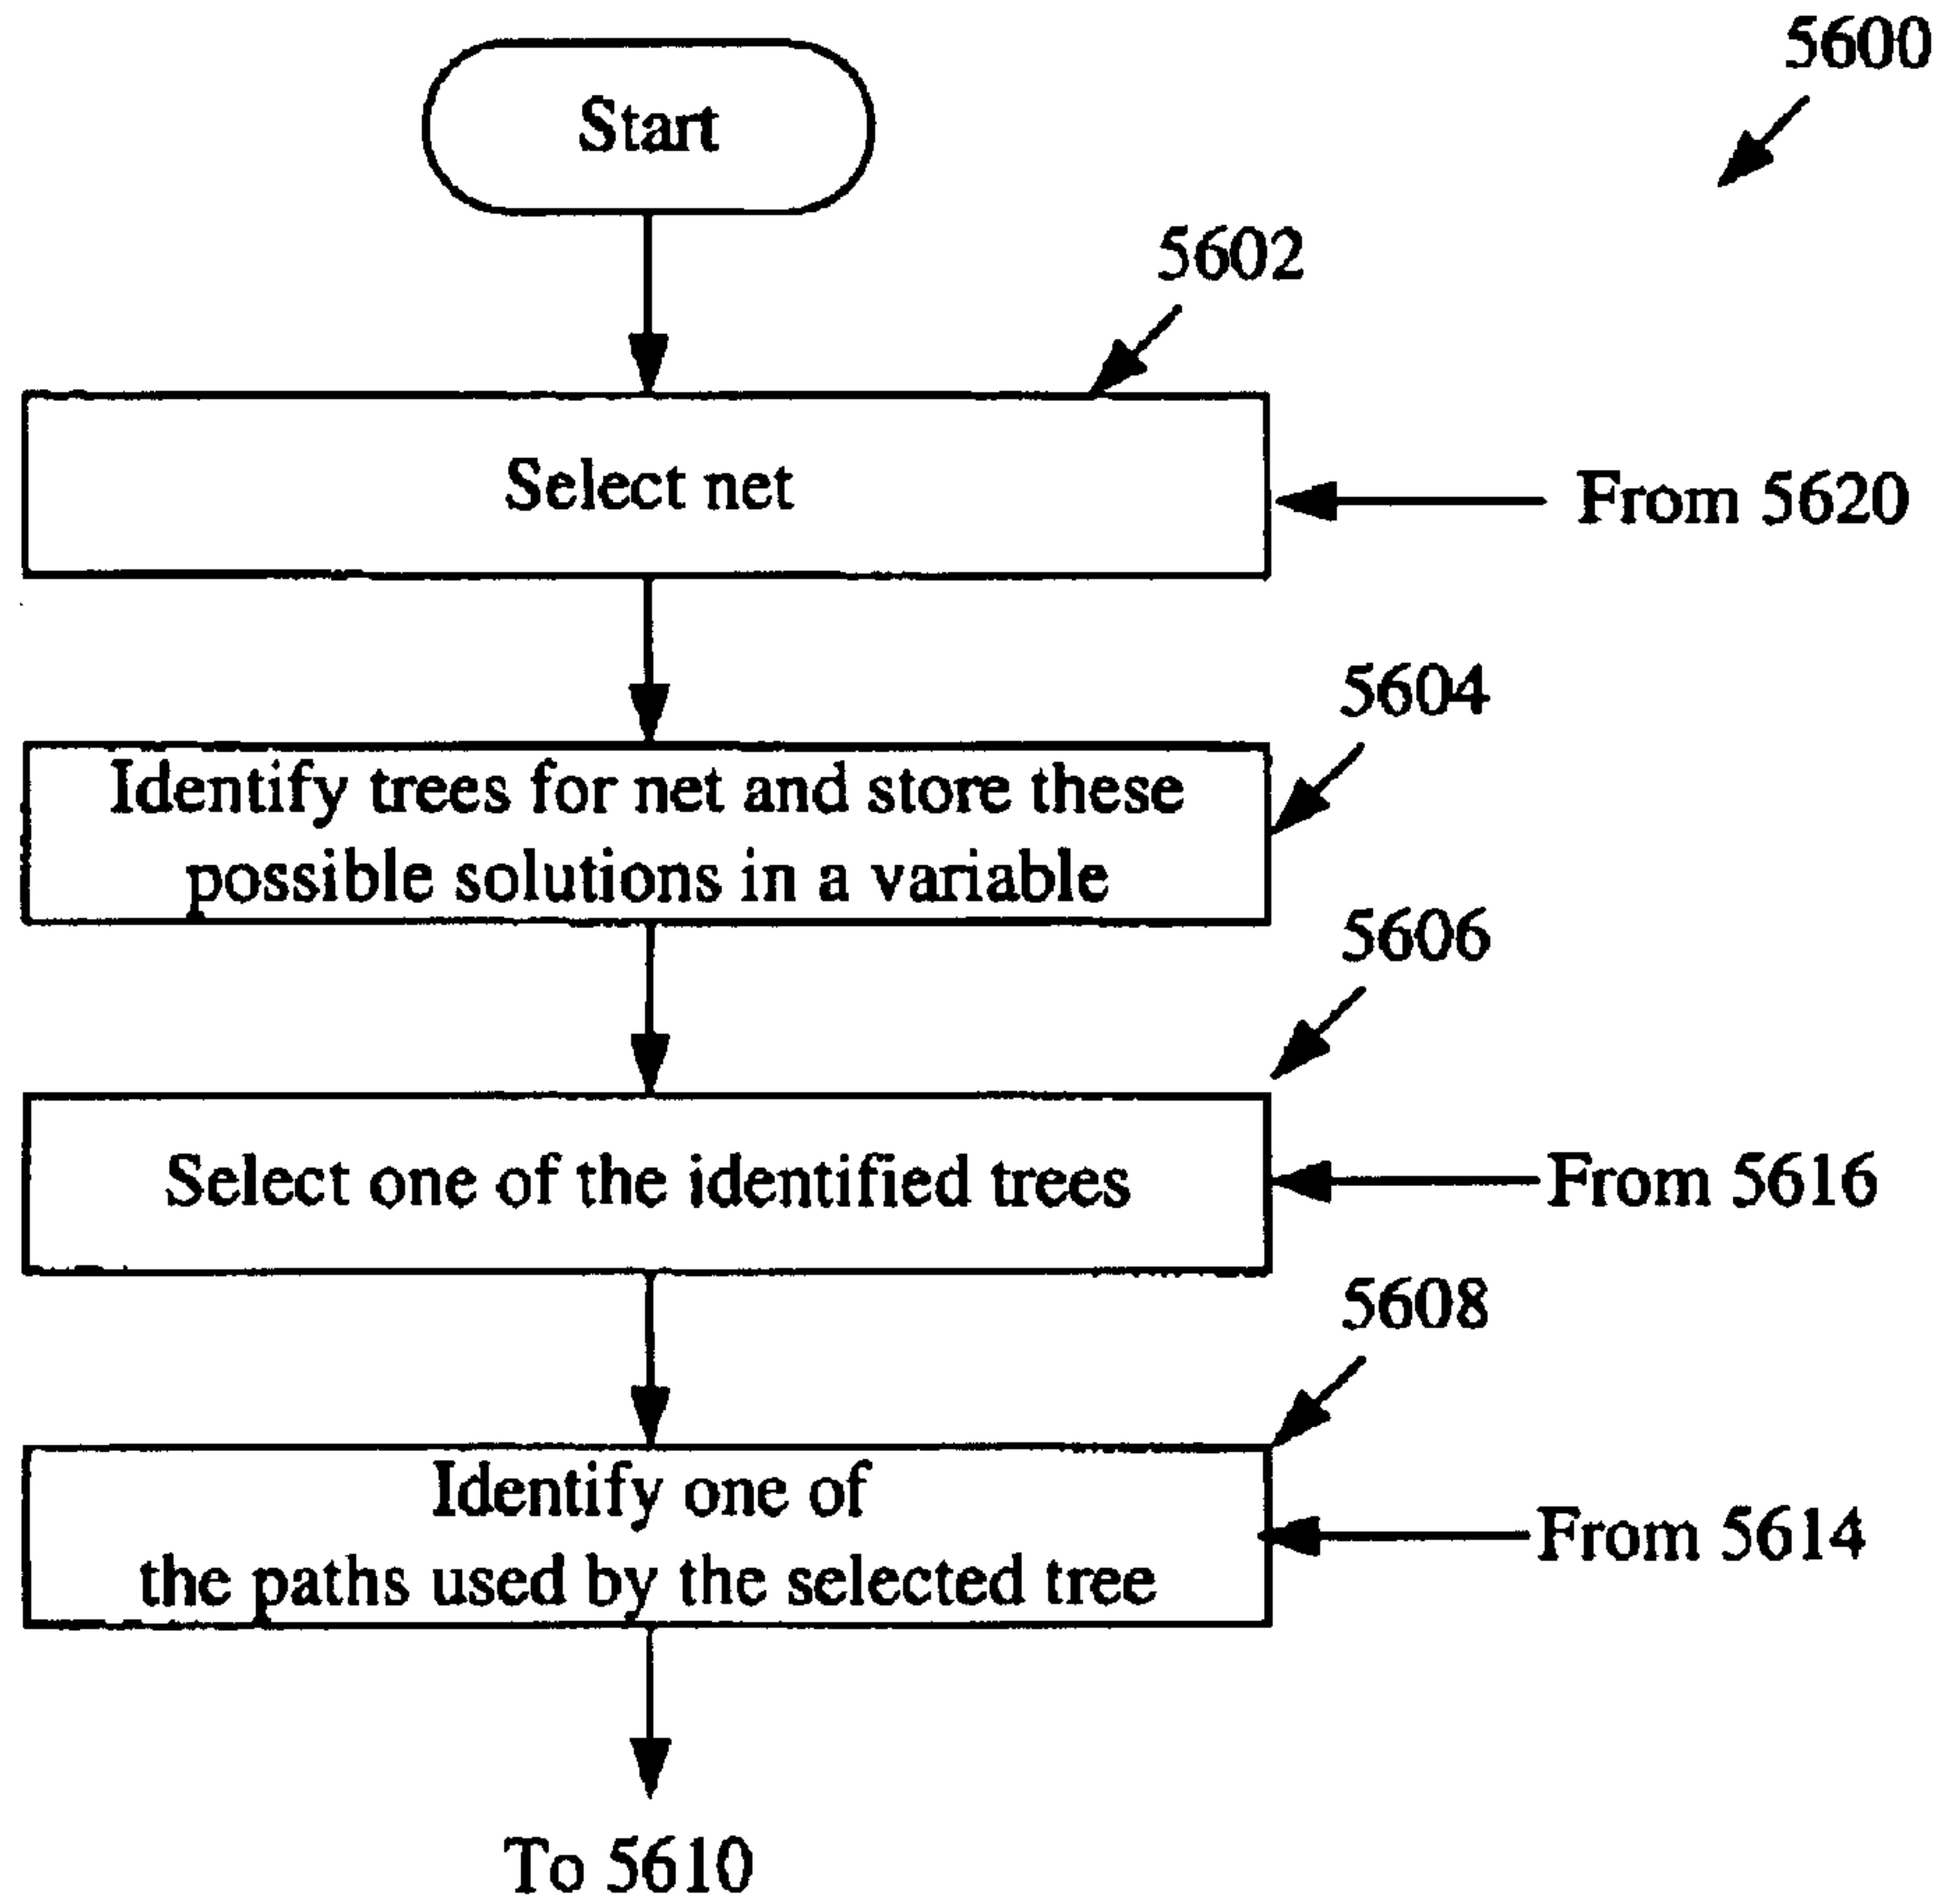 5600
Start
5602
Select net
From 5620
5604
Identify trees for net and store these
possible solutions in a variable
5606
Select one of the identified trees
From 5616
5608
Identify one of
the paths used by the selected tree
From 5614
To 5610